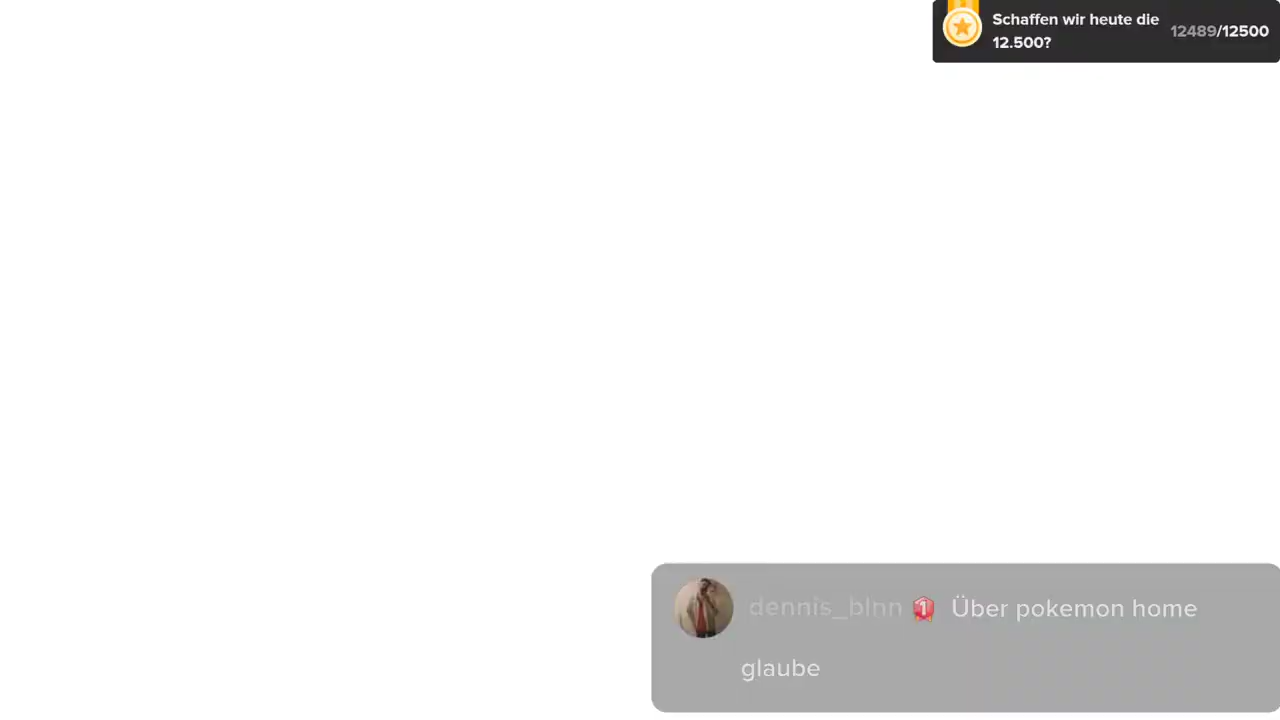 Schaffen wir heute die
12.500?
12489/12500
dennis_blnn 1 Über pokemon home
glaube